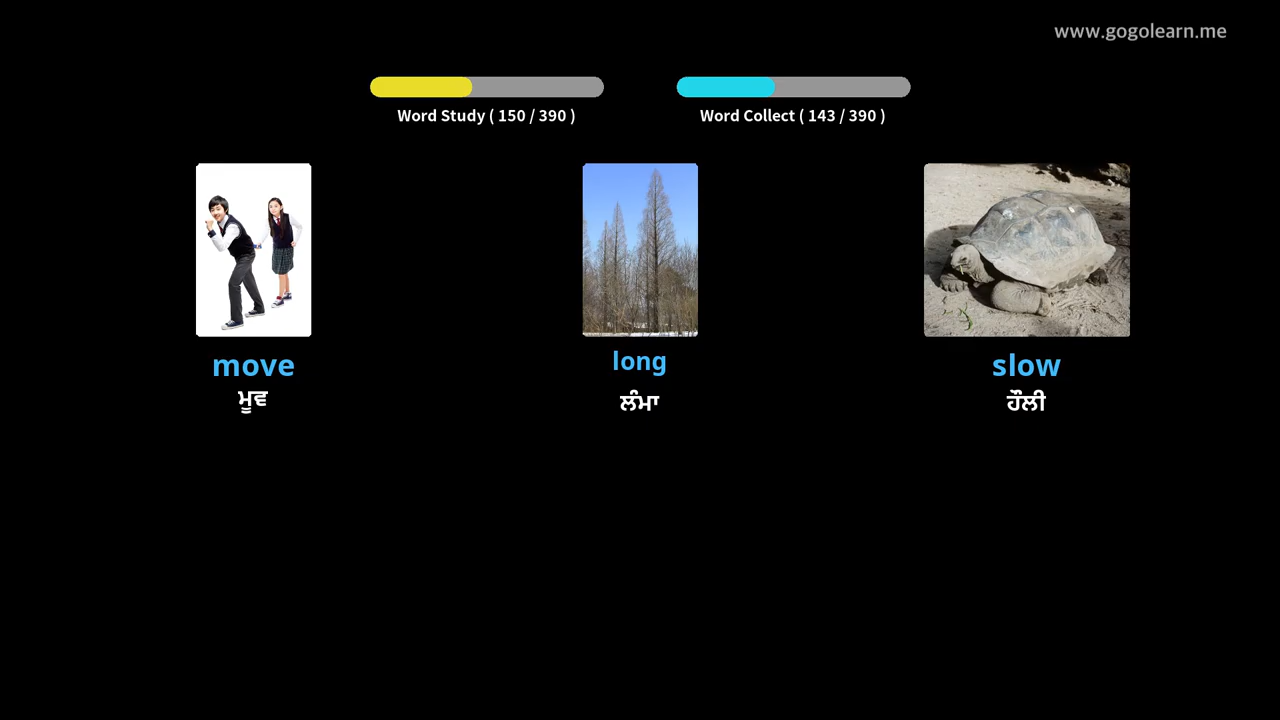 www.gogolearn.me
Word Study ( 150 / 390 )
Word Collect ( 143 / 390 )
move
long
slow
ਮੂਵ
ਲੰਮਾ
ਹੌਲੀ